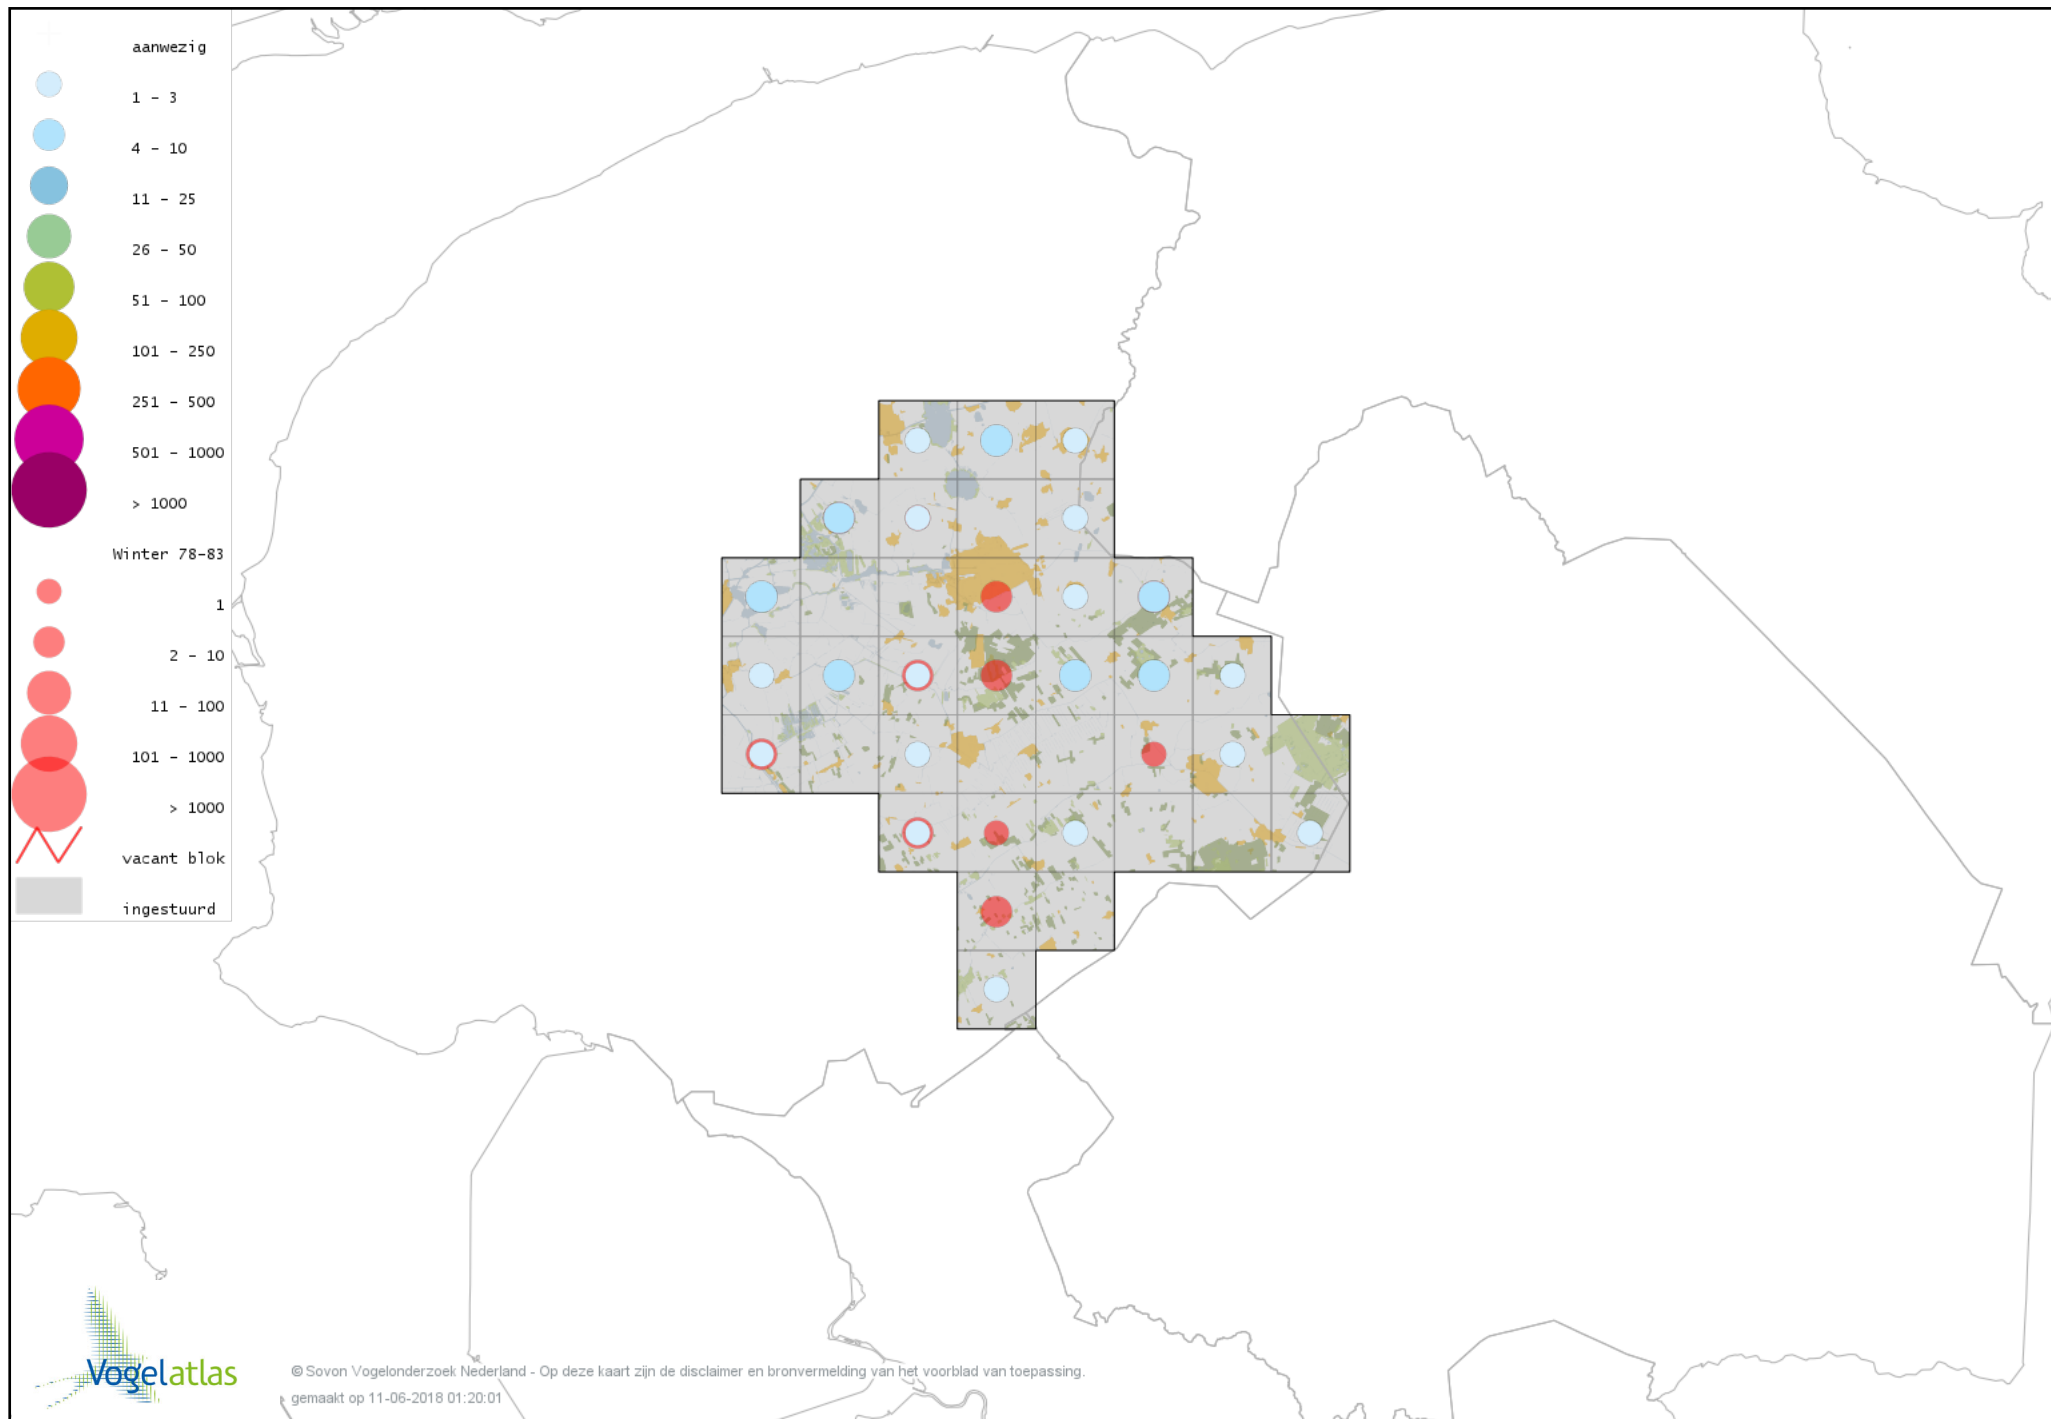 aanwezig
1 - 3
4 - 10
11 - 25
26 - 50
51 - 100
101 - 250
251 - 500
501 - 1000
> 1000
Winter 78-83
1
2 - 10
11 - 100
101 - 1000
> 1000
vacant blok
ingestuurd
Vogelatlas
© Sovon Vogelonderzoek Nederland - Op deze kaart zijn de disclaimer en bronvermelding van het voorblad van toepassing.
gemaakt op 11-06-2018 01:20:01